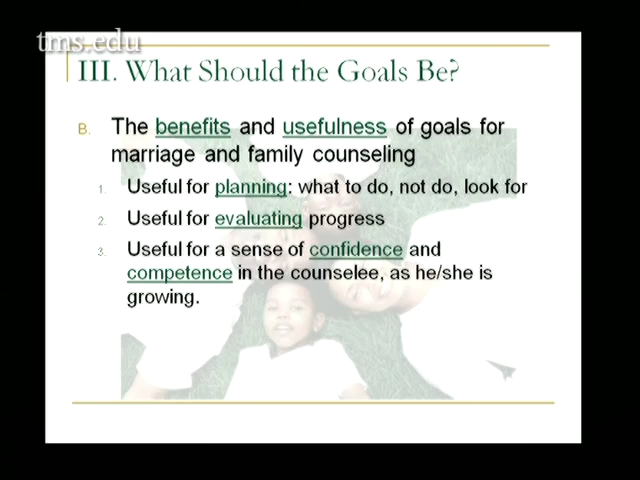 tms.edu
III. What Should the Goals Be?
B. The benefits and usefulness of goals for
marriage and family counseling
1. Useful for planning: what to do, not do, look for
2. Useful for evaluating progress
3. Useful for a sense of confidence and
competence in the counselee, as he/she is
growing.